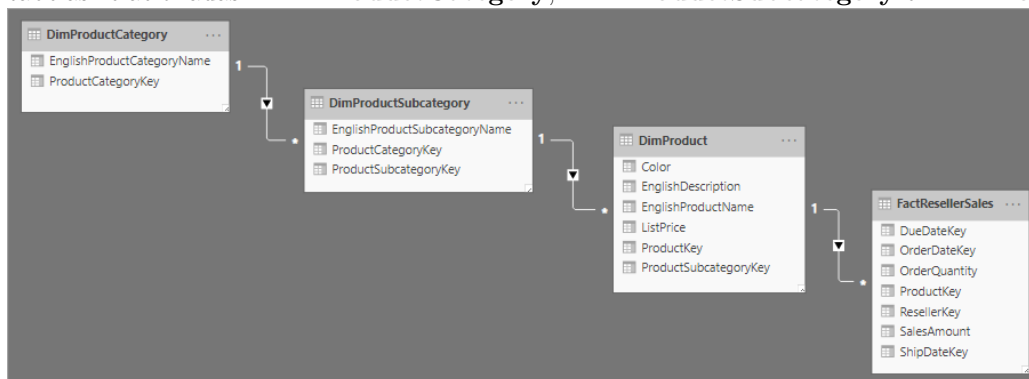 DimProductCategory
EnglishProductCategoryName
ProductCategoryKey
1
*
DimProductSubcategory
EnglishProductSubcategoryName
ProductCategoryKey
ProductSubcategoryKey
1
*
DimProduct
Color
EnglishDescription
EnglishProductName
ListPrice
ProductKey
ProductSubcategoryKey
1
*
FactResellerSales
DueDateKey
OrderDateKey
OrderQuantity
ProductKey
ResellerKey
SalesAmount
ShipDateKey